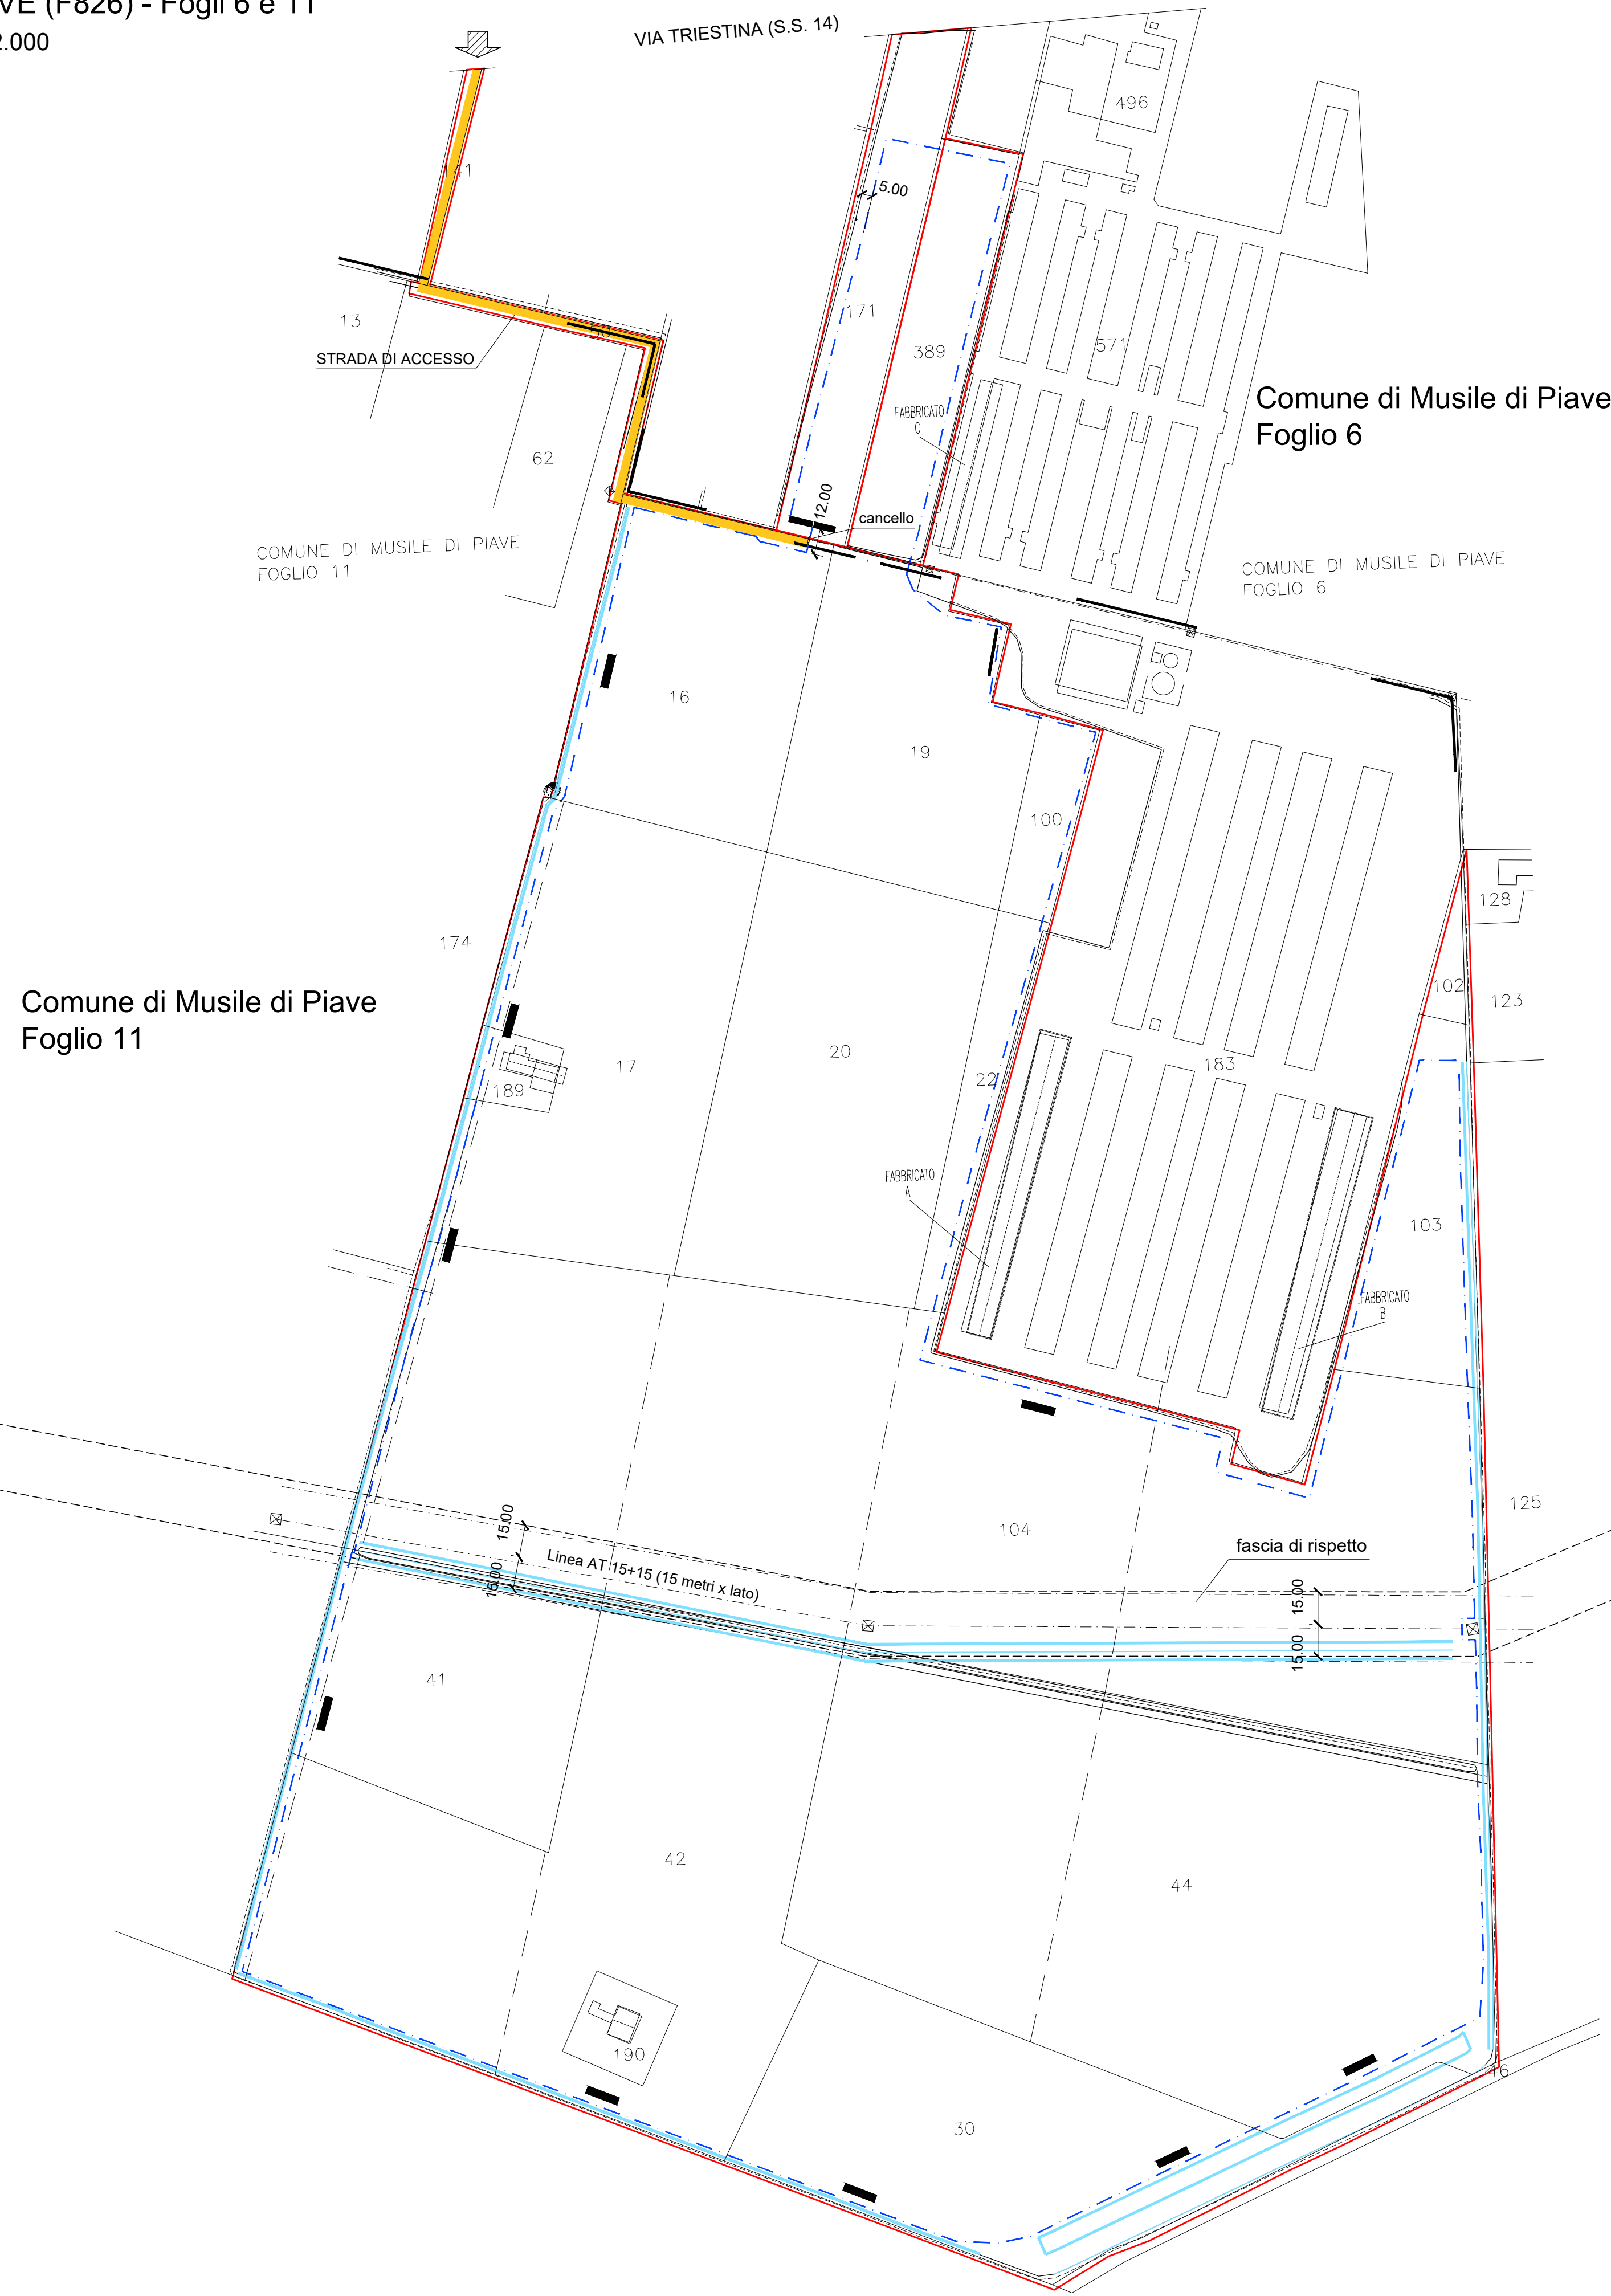 VE (F826) - Fogli 6 e 11
2.000
VIA TRIESTINA (S.S. 14)
496
141
5.00
13
50
171
389
571
STRADA DI ACCESSO
Comune di Musile di Piave
Foglio 6
FABBRICATO
C
62
12.00
cancello
COMUNE DI MUSILE DI PIAVE
FOGLIO 11
COMUNE DI MUSILE DI PIAVE
FOGLIO 6
16
19
100
128
174
102
123
Comune di Musile di Piave
Foglio 11
17
20
22
183
189
FABBRICATO
A
103
FABBRICATO
B
125
104
15.00
15.00
Linea AT 15+15 (15 metri x lato)
fascia di rispetto
15.00
15.00
41
42
44
190
46
30